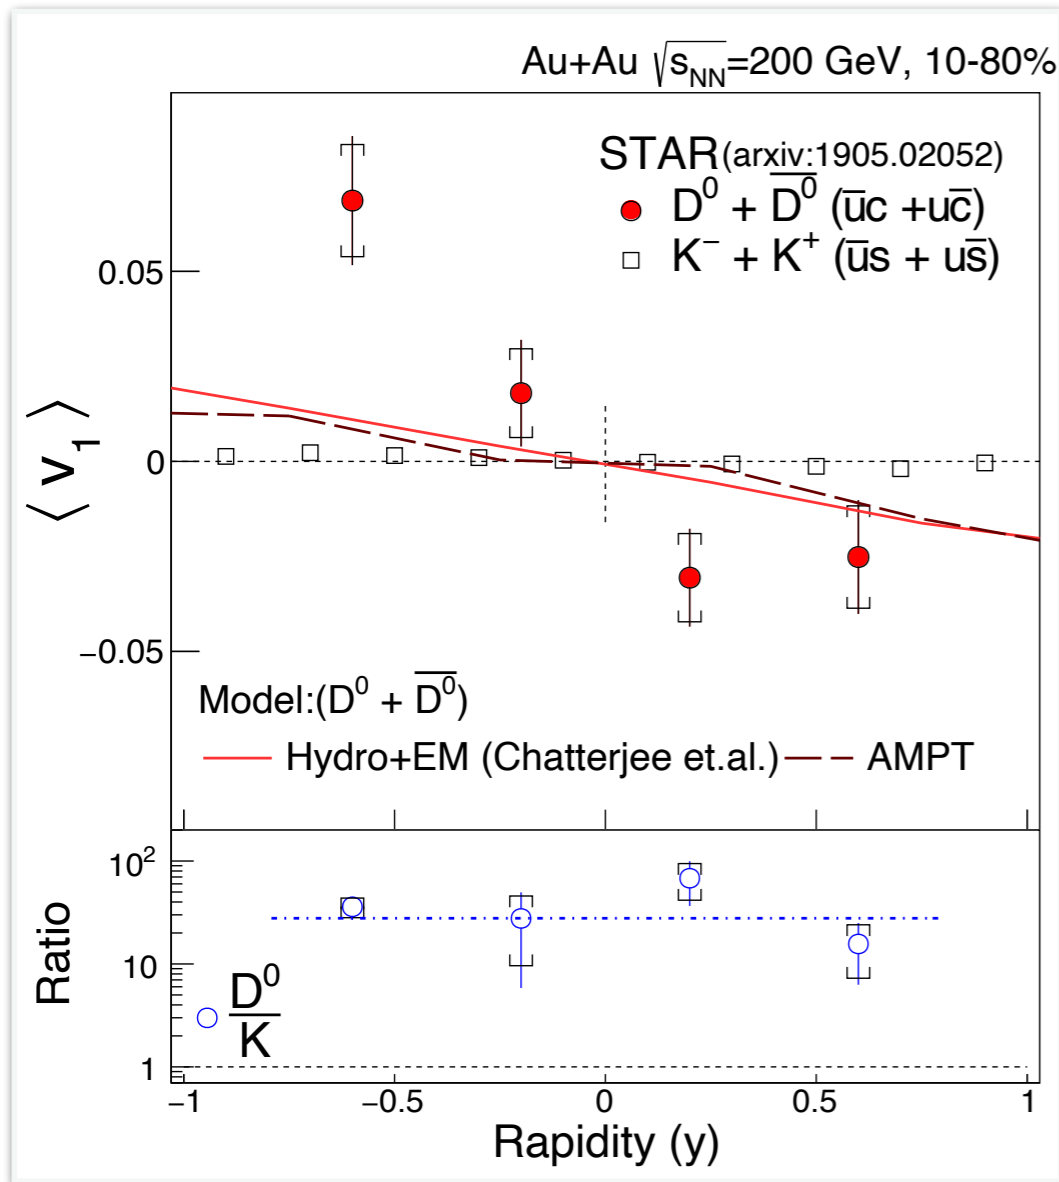 Au+Au √s_NN=200 GeV, 10-80%
STAR(arxiv:1905.02052)
D⁰ + D̅⁰ (u̅c +uc̅)
K⁻ + K⁺ (u̅s + us̅)
0.05
0
−0.05
⟨ v₁ ⟩
Model:(D⁰ + D̅⁰)
Hydro+EM (Chatterjee et.al.)
AMPT
10²
10
1
Ratio
D⁰
K
−1
−0.5
0
0.5
1
Rapidity (y)